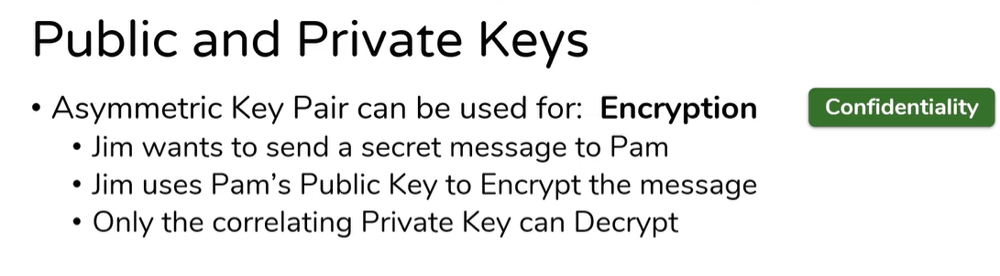 Public and Private Keys
• Asymmetric Key Pair can be used for: Encryption Confidentiality
• Jim wants to send a secret message to Pam
• Jim uses Pam’s Public Key to Encrypt the message
• Only the correlating Private Key can Decrypt